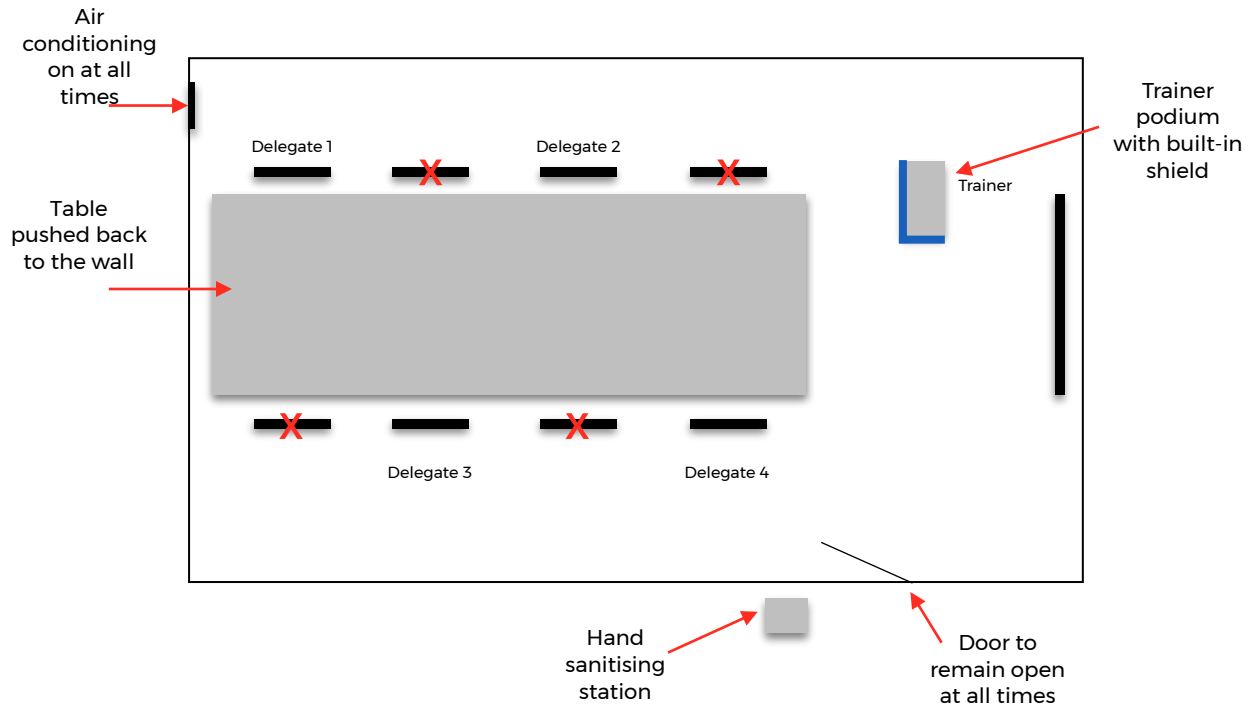 Air
conditioning
on at all
times
Trainer
podium
with built-in
shield
Delegate 1
Delegate 2
Trainer
Table
pushed back
to the wall
X
X
X
X
Delegate 3
Delegate 4
Hand
sanitising
station
Door to
remain open
at all times